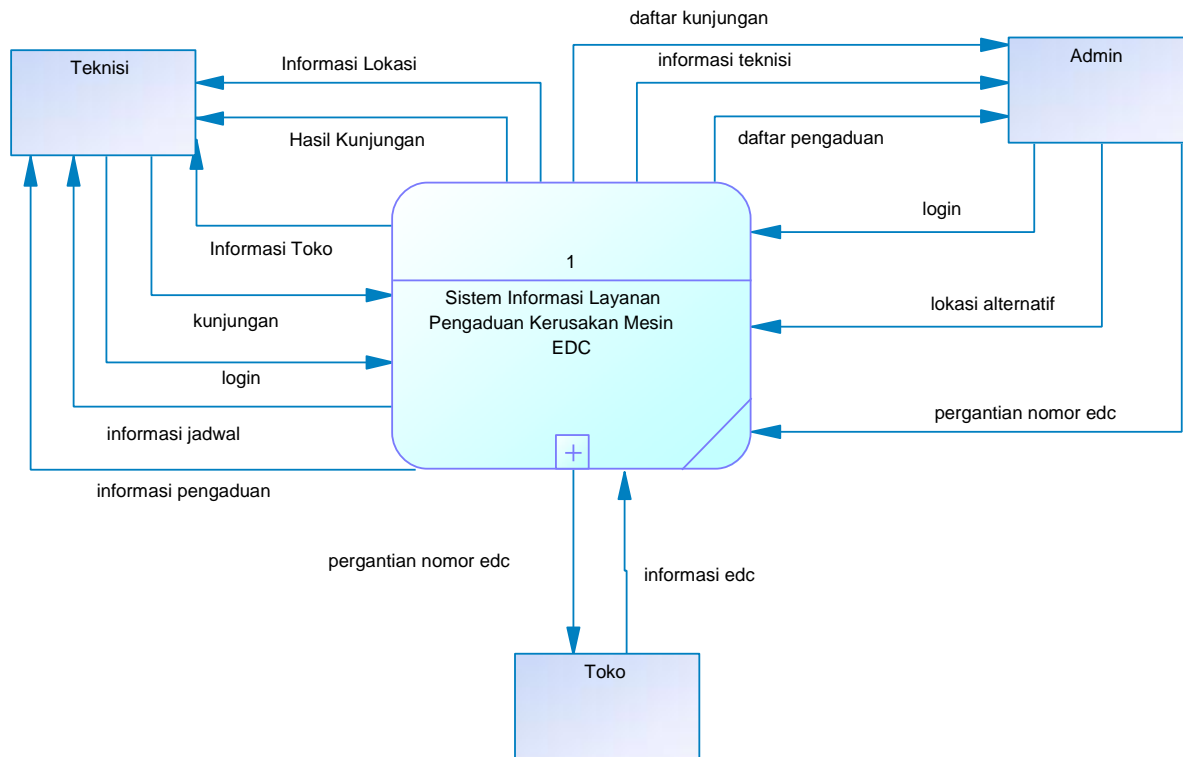 daftar kunjungan
Teknisi
Informasi Lokasi
informasi teknisi
Admin
Hasil Kunjungan
daftar pengaduan
login
Informasi Toko
1
Sistem Informasi Layanan
Pengaduan Kerusakan Mesin
EDC
lokasi alternatif
kunjungan
login
informasi jadwal
pergantian nomor edc
informasi pengaduan
pergantian nomor edc
informasi edc
Toko